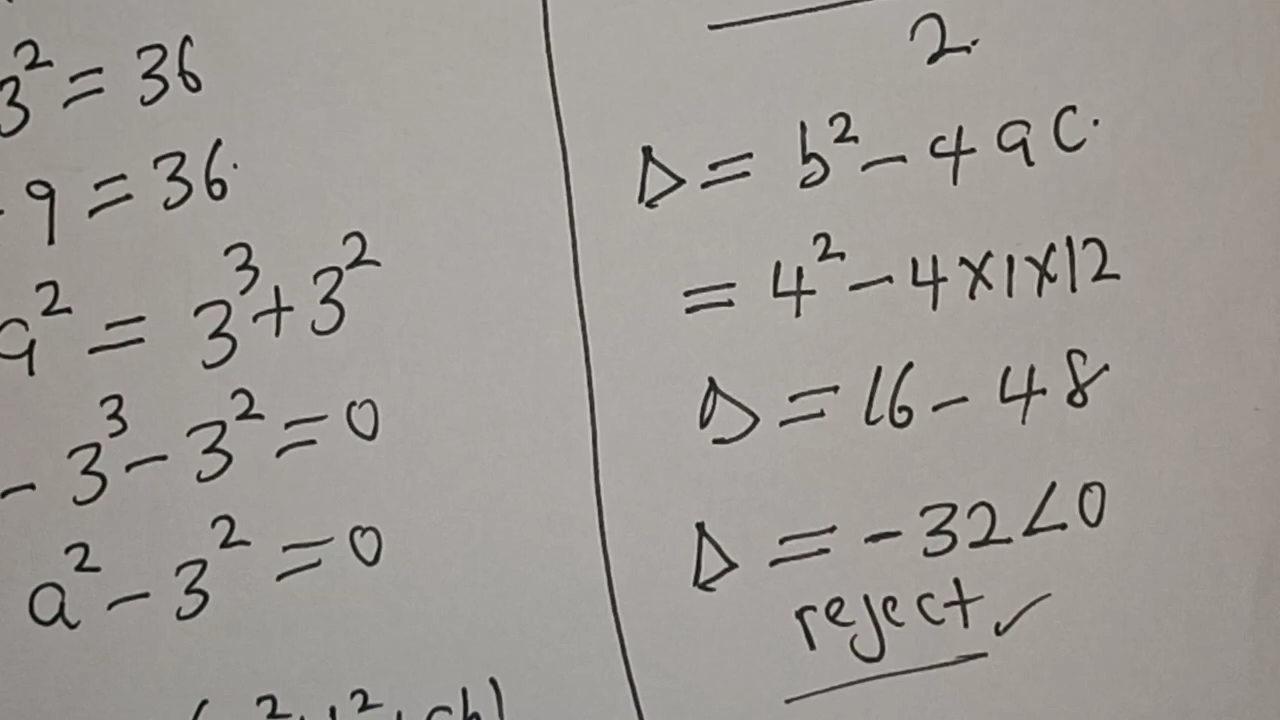 3² = 36
9 = 36.
a² = 3³ + 3²
- 3³ - 3² = 0
a² - 3² = 0
2.
Δ = b² - 4ac.
= 4² - 4×1×12
Δ = 16 - 48
Δ = -32 < 0
reject ✓